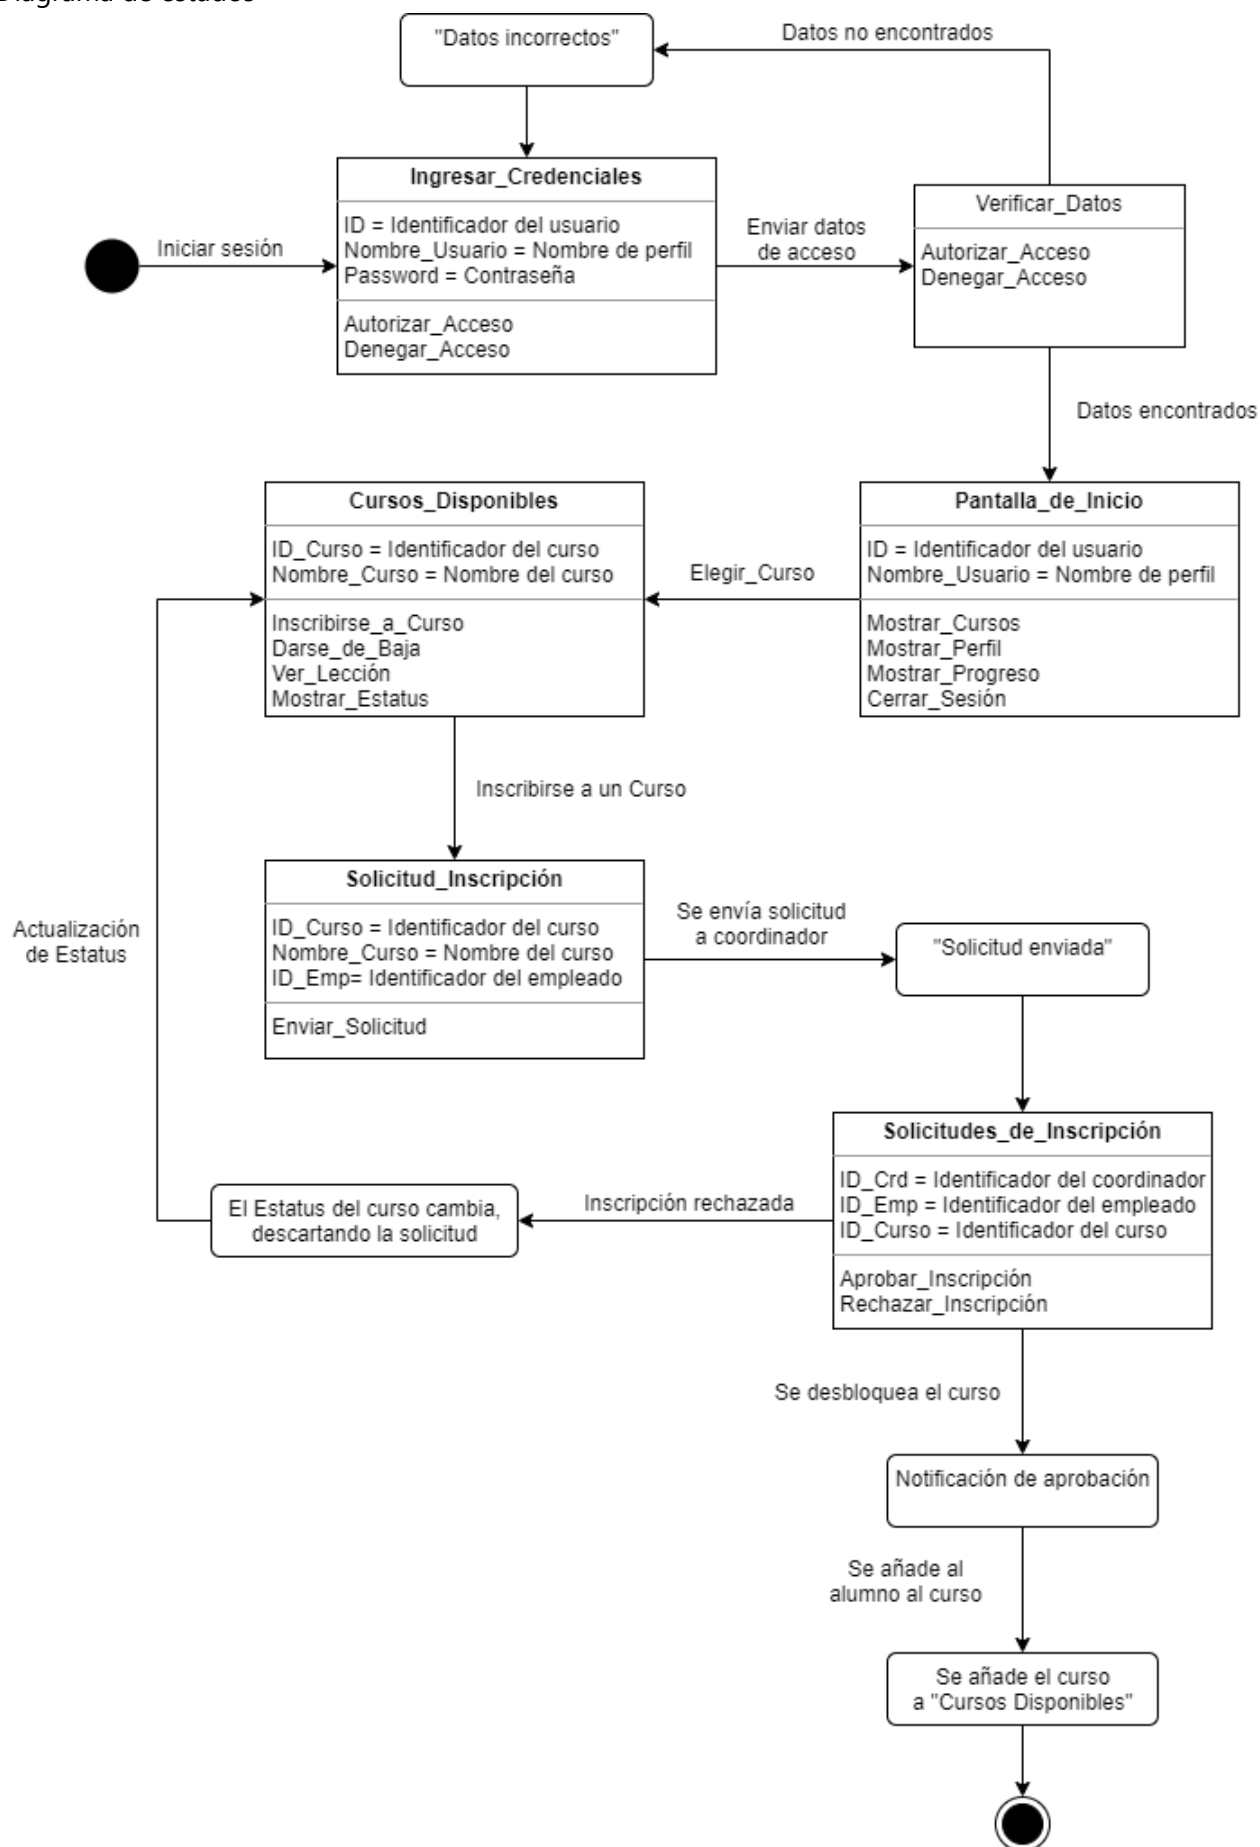 Diagrama de estados
"Datos incorrectos"
Datos no encontrados
Ingresar_Credenciales
ID = Identificador del usuario
Nombre_Usuario = Nombre de perfil
Password = Contraseña
Autorizar_Acceso
Denegar_Acceso
Iniciar sesión
Enviar datos
de acceso
Verificar_Datos
Autorizar_Acceso
Denegar_Acceso
Datos encontrados
Cursos_Disponibles
ID_Curso = Identificador del curso
Nombre_Curso = Nombre del curso
Inscribirse_a_Curso
Darse_de_Baja
Ver_Lección
Mostrar_Estatus
Elegir_Curso
Pantalla_de_Inicio
ID = Identificador del usuario
Nombre_Usuario = Nombre de perfil
Mostrar_Cursos
Mostrar_Perfil
Mostrar_Progreso
Cerrar_Sesión
Inscribirse a un Curso
Solicitud_Inscripción
ID_Curso = Identificador del curso
Nombre_Curso = Nombre del curso
ID_Emp= Identificador del empleado
Enviar_Solicitud
Actualización
de Estatus
Se envía solicitud
a coordinador
"Solicitud enviada"
Solicitudes_de_Inscripción
ID_Crd = Identificador del coordinador
ID_Emp = Identificador del empleado
ID_Curso = Identificador del curso
Aprobar_Inscripción
Rechazar_Inscripción
Inscripción rechazada
El Estatus del curso cambia,
descartando la solicitud
Se desbloquea el curso
Notificación de aprobación
Se añade al
alumno al curso
Se añade el curso
a "Cursos Disponibles"